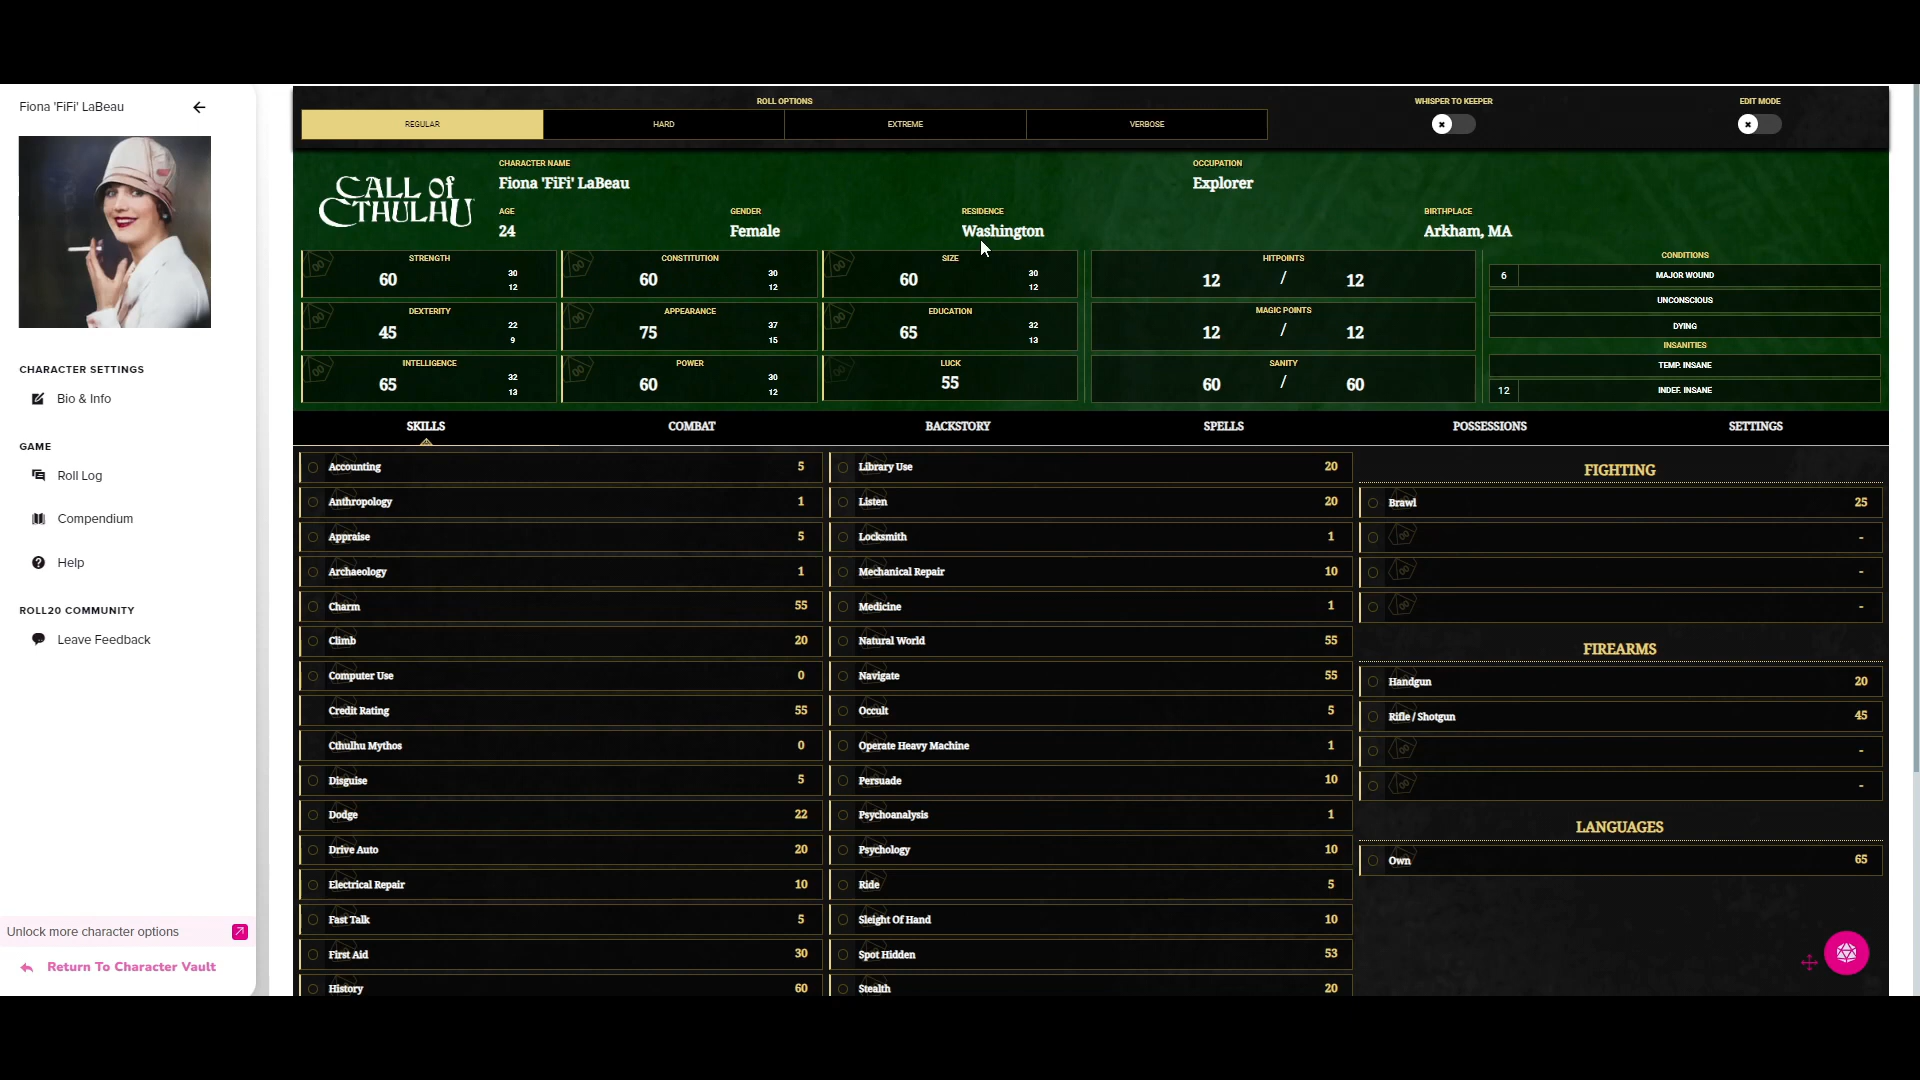 Fiona 'FiFi' LaBeau
CHARACTER SETTINGS
Bio & Info
GAME
Roll Log
Compendium
Help
ROLL20 COMMUNITY
Leave Feedback
Unlock more character options
Return To Character Vault
ROLL OPTIONS
REGULAR HARD EXTREME VERBOSE
WHISPER TO KEEPER
EDIT MODE
CALL of CTHULHU
CHARACTER NAME
Fiona 'FiFi' LaBeau
OCCUPATION
Explorer
AGE
24
GENDER
Female
RESIDENCE
Washington
BIRTHPLACE
Arkham, MA
STRENGTH
60 30 12
CONSTITUTION
60 30 12
SIZE
60 30 12
DEXTERITY
45 22 9
APPEARANCE
75 37 15
EDUCATION
65 32 13
INTELLIGENCE
65 32 13
POWER
60 30 12
LUCK
55
HITPOINTS
12 / 12
MAGIC POINTS
12 / 12
SANITY
60 / 60
CONDITIONS
6 MAJOR WOUND
UNCONSCIOUS
DYING
INSANITIES
TEMP. INSANE
12 INDEF. INSANE
SKILLS COMBAT BACKSTORY SPELLS POSSESSIONS SETTINGS
Accounting 5
Anthropology 1
Appraise 5
Archaeology 1
Charm 55
Climb 20
Computer Use 0
Credit Rating 55
Cthulhu Mythos 0
Disguise 5
Dodge 22
Drive Auto 20
Electrical Repair 10
Fast Talk 5
First Aid 30
History 60
Library Use 20
Listen 20
Locksmith 1
Mechanical Repair 10
Medicine 1
Natural World 55
Navigate 55
Occult 5
Operate Heavy Machine 1
Persuade 10
Psychoanalysis 1
Psychology 10
Ride 5
Sleight Of Hand 10
Spot Hidden 53
Stealth 20
FIGHTING
Brawl 25
-
-
-
FIREARMS
Handgun 20
Rifle / Shotgun 45
-
-
LANGUAGES
Own 65